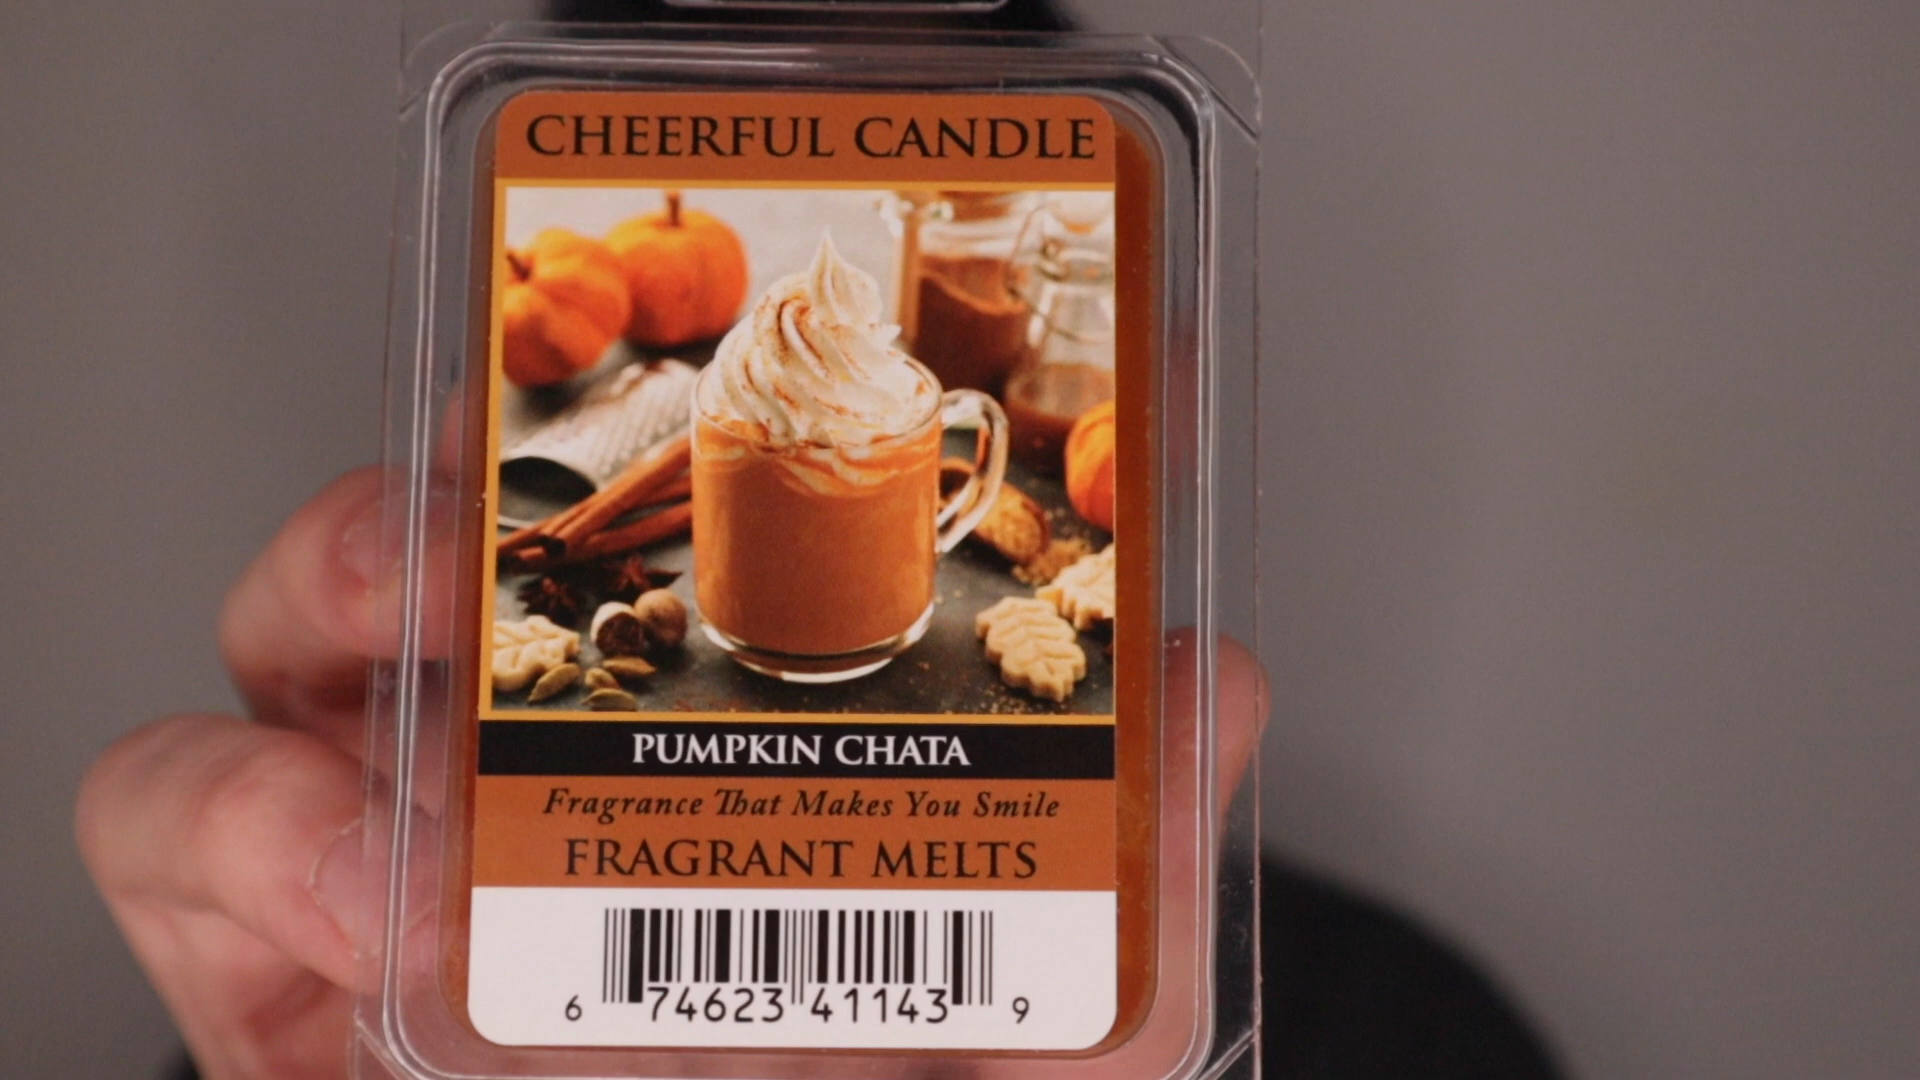 CHEERFUL CANDLE
PUMPKIN CHATA
Fragrance That Makes You Smile
FRAGRANT MELTS
6 74623 41143 9